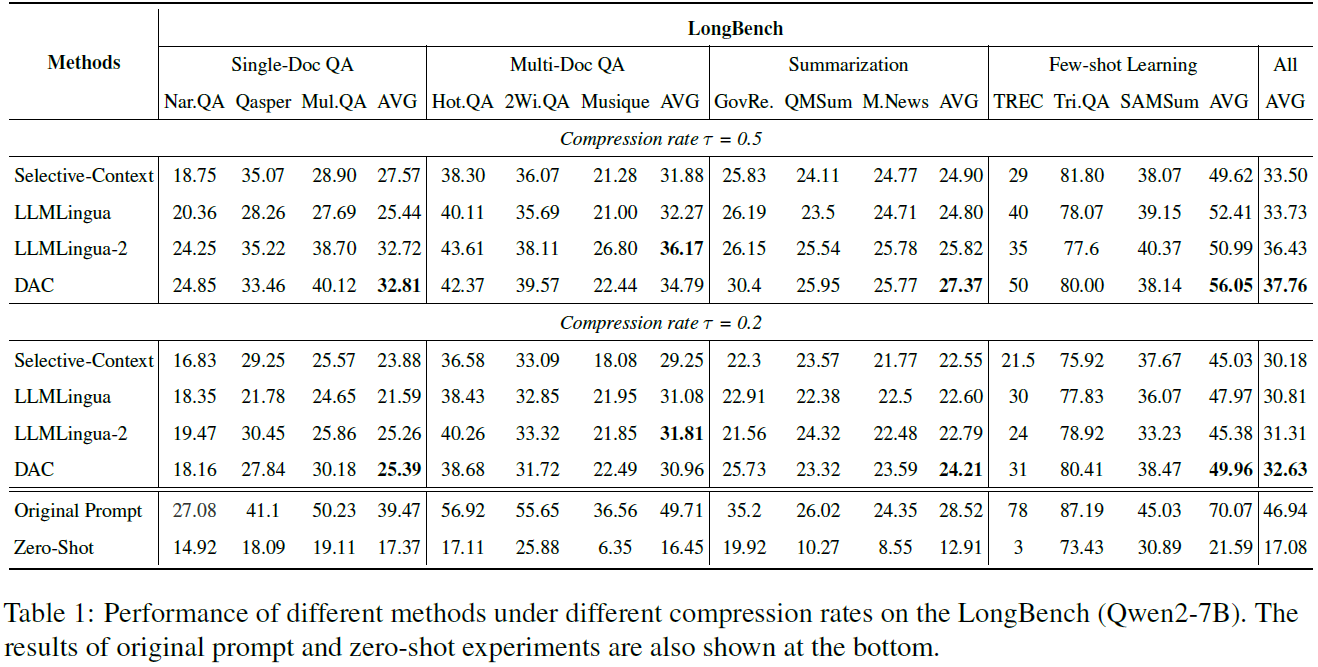 LongBench
Methods Single-Doc QA Multi-Doc QA Summarization Few-shot Learning All
Nar.QA Qasper Mul.QA AVG Hot.QA 2Wi.QA Musique AVG GovRe. QMSum M.News AVG TREC Tri.QA SAMSum AVG AVG
Compression rate τ = 0.5
Selective-Context 18.75 35.07 28.90 27.57 38.30 36.07 21.28 31.88 25.83 24.11 24.77 24.90 29 81.80 38.07 49.62 33.50
LLMLingua 20.36 28.26 27.69 25.44 40.11 35.69 21.00 32.27 26.19 23.5 24.71 24.80 40 78.07 39.15 52.41 33.73
LLMLingua-2 24.25 35.22 38.70 32.72 43.61 38.11 26.80 36.17 26.15 25.54 25.78 25.82 35 77.6 40.37 50.99 36.43
DAC 24.85 33.46 40.12 32.81 42.37 39.57 22.44 34.79 30.4 25.95 25.77 27.37 50 80.00 38.14 56.05 37.76
Compression rate τ = 0.2
Selective-Context 16.83 29.25 25.57 23.88 36.58 33.09 18.08 29.25 22.3 23.57 21.77 22.55 21.5 75.92 37.67 45.03 30.18
LLMLingua 18.35 21.78 24.65 21.59 38.43 32.85 21.95 31.08 22.91 22.38 22.5 22.60 30 77.83 36.07 47.97 30.81
LLMLingua-2 19.47 30.45 25.86 25.26 40.26 33.32 21.85 31.81 21.56 24.32 22.48 22.79 24 78.92 33.23 45.38 31.31
DAC 18.16 27.84 30.18 25.39 38.68 31.72 22.49 30.96 25.73 23.32 23.59 24.21 31 80.41 38.47 49.96 32.63
Original Prompt 27.08 41.1 50.23 39.47 56.92 55.65 36.56 49.71 35.2 26.02 24.35 28.52 78 87.19 45.03 70.07 46.94
Zero-Shot 14.92 18.09 19.11 17.37 17.11 25.88 6.35 16.45 19.92 10.27 8.55 12.91 3 73.43 30.89 21.59 17.08
Table 1: Performance of different methods under different compression rates on the LongBench (Qwen2-7B). The
results of original prompt and zero-shot experiments are also shown at the bottom.